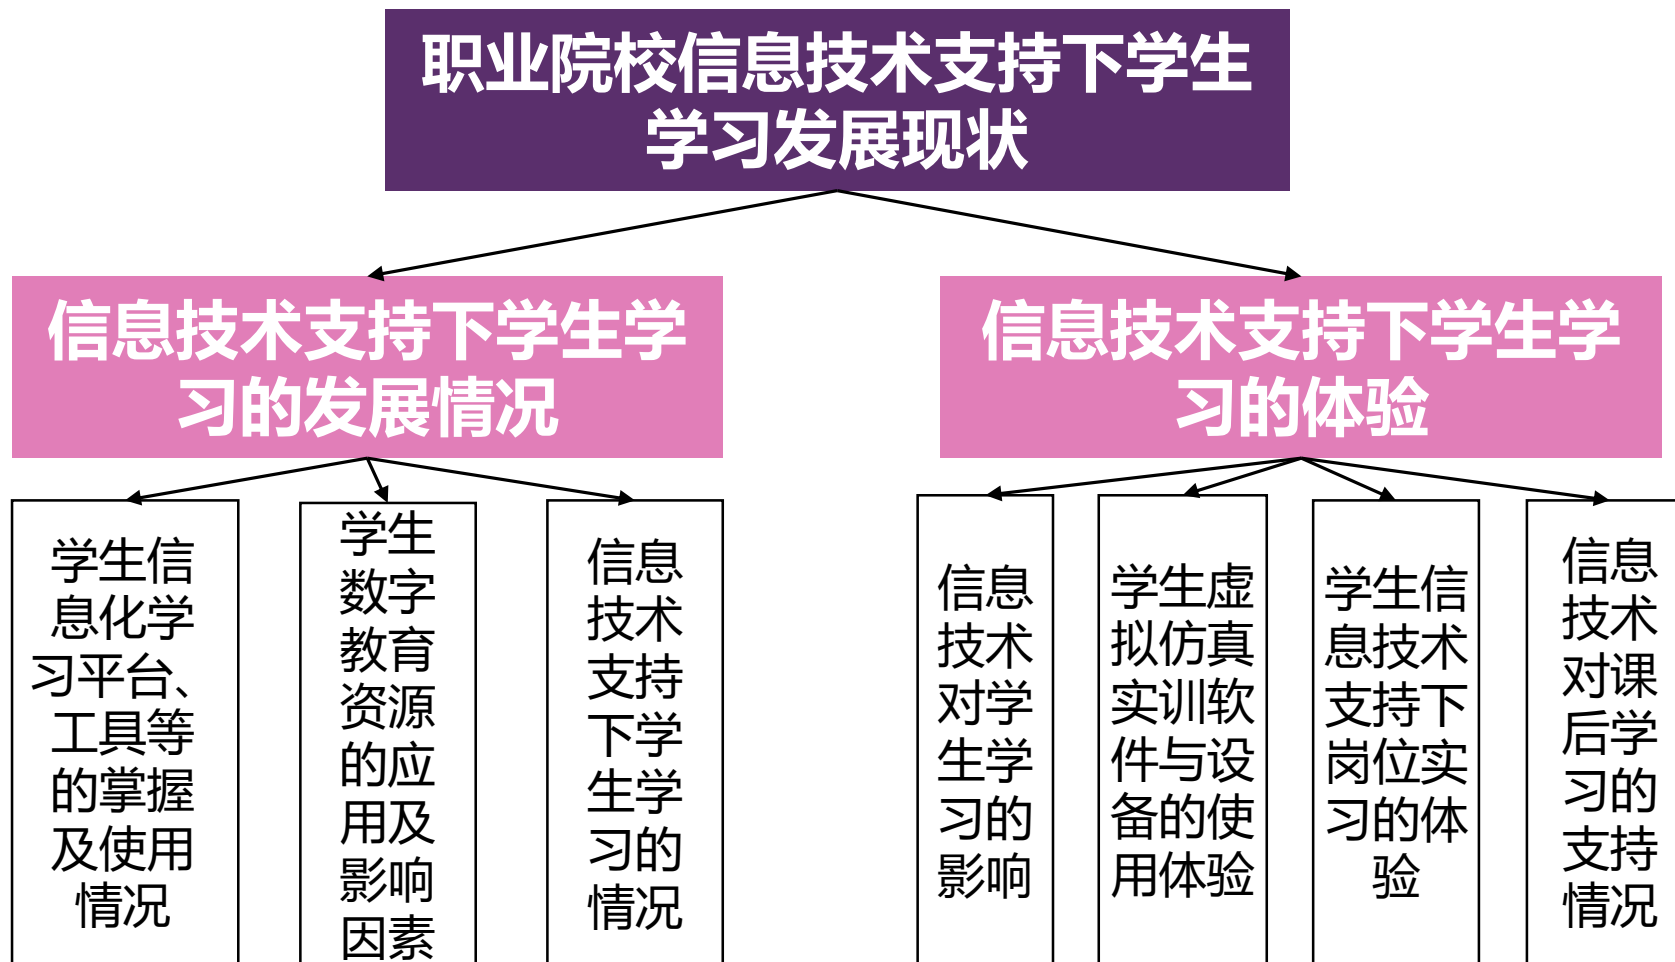 职业院校信息技术支持下学生
学习发展现状
信息技术支持下学生学
习的发展情况
信息技术支持下学生学
习的体验
学生信
息化学
习平台、
工具等
的掌握
及使用
情况
学生
数字
教育
资源
的应
用及
影响
因素
信息
技术
支持
下学
生学
习的
情况
信息
技术
对学
生学
习的
影响
学生虚
拟仿真
实训软
件与设
备的使
用体验
学生信
息技术
支持下
岗位实
习的体
验
信息
技术
对课
后学
习的
支持
情况